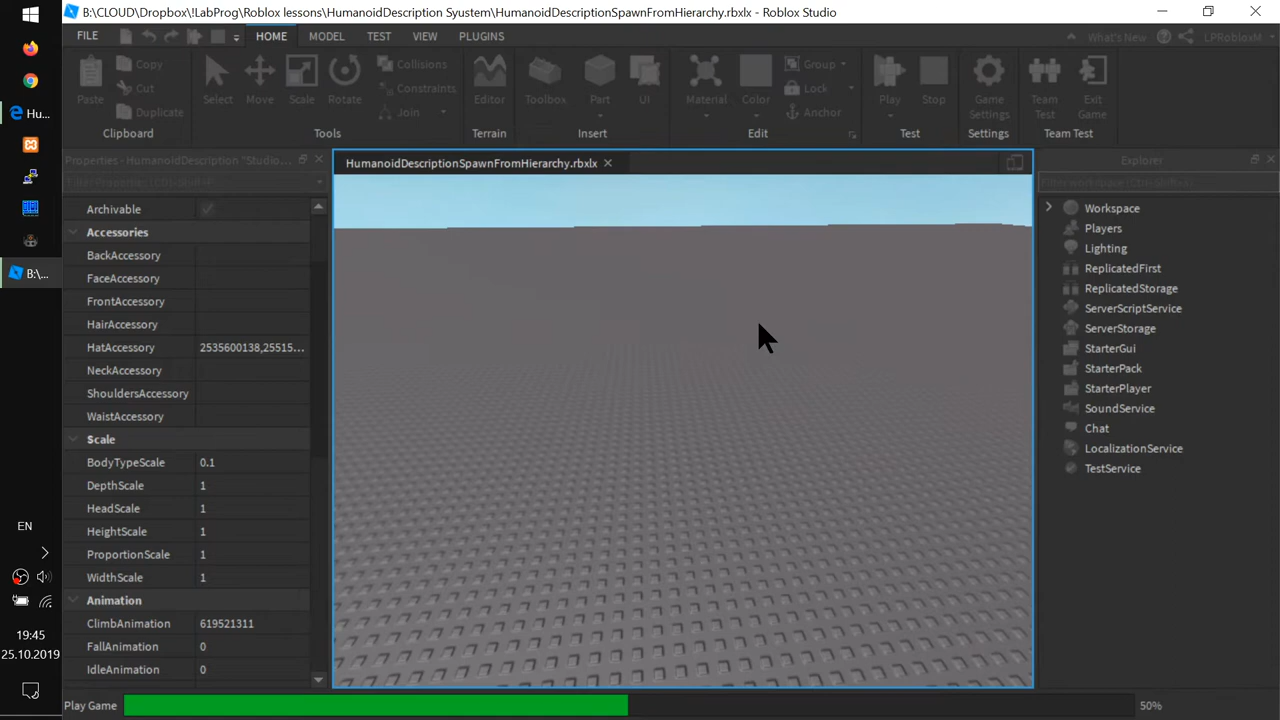 B:\CLOUD\Dropbox\!LabProg\Roblox lessons\HumanoidDescription Syustem\HumanoidDescriptionSpawnFromHierarchy.rbxlx - Roblox Studio
FILE HOME MODEL TEST VIEW PLUGINS What's New LPRobloxM
Copy
Cut
Duplicate
Paste
Clipboard
Select Move Scale Rotate
Collisions
Constraints
Join
Tools
Editor
Terrain
Toolbox Part UI
Insert
Material Color
Group
Lock
Anchor
Edit
Play Stop
Test
Game Settings
Settings
Team Test Exit Game
Team Test
Hu...
B:\...
Properties - HumanoidDescription "Studio...
HumanoidDescriptionSpawnFromHierarchy.rbxlx
Explorer
Archivable
Accessories
BackAccessory
FaceAccessory
FrontAccessory
HairAccessory
HatAccessory 2535600138,25515...
NeckAccessory
ShouldersAccessory
WaistAccessory
Scale
BodyTypeScale 0.1
DepthScale 1
HeadScale 1
HeightScale 1
ProportionScale 1
WidthScale 1
Animation
ClimbAnimation 619521311
FallAnimation 0
IdleAnimation 0
Workspace
Players
Lighting
ReplicatedFirst
ReplicatedStorage
ServerScriptService
ServerStorage
StarterGui
StarterPack
StarterPlayer
SoundService
Chat
LocalizationService
TestService
EN
19:45
25.10.2019
Play Game 50%